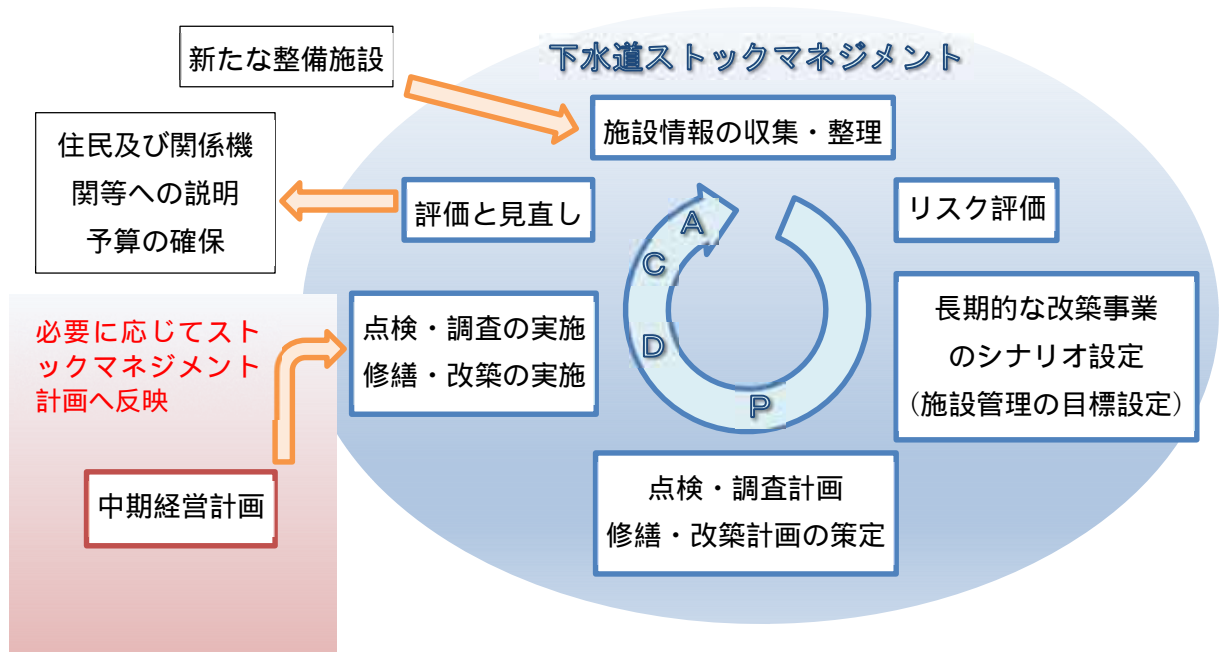 下水道ストックマネジメント
新たな整備施設
施設情報の収集・整理
住民及び関係機
関等への説明
予算の確保
評価と見直し
リスク評価
A
C
D
P
長期的な改築事業
のシナリオ設定
(施設管理の目標設定)
必要に応じてスト
ックマネジメント
計画へ反映
点検・調査の実施
修繕・改築の実施
中期経営計画
点検・調査計画
修繕・改築計画の策定